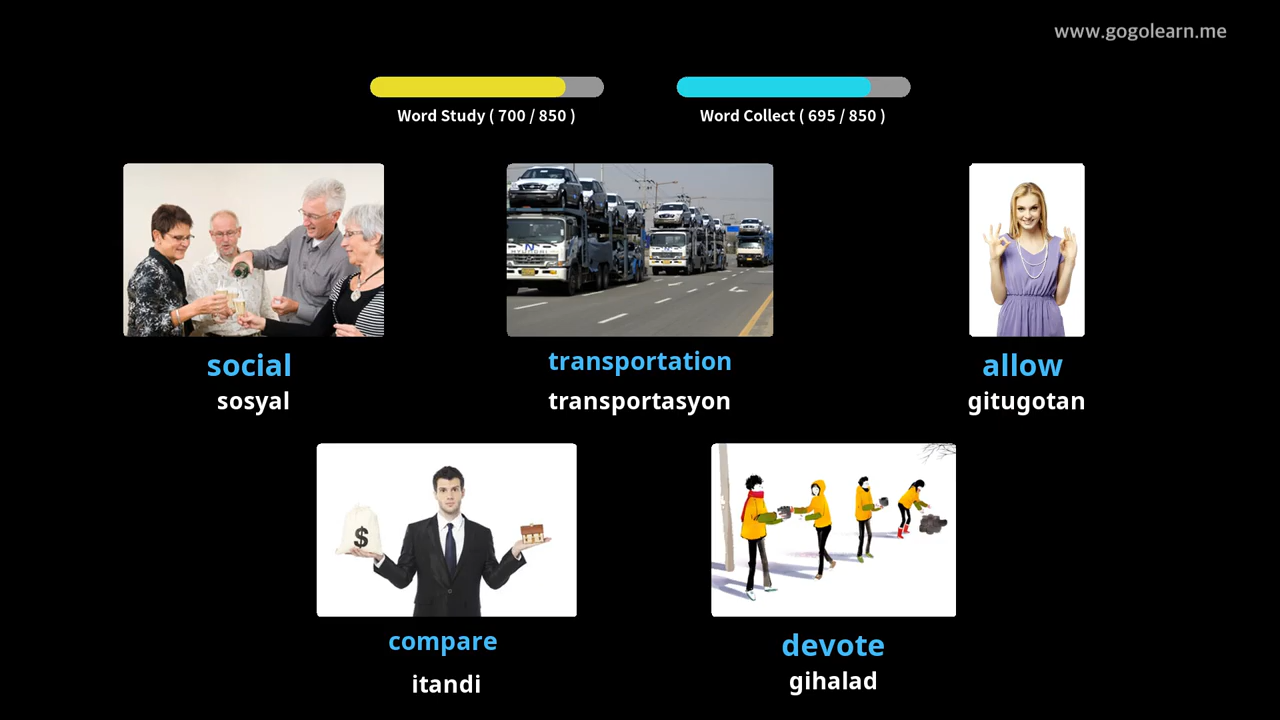 www.gogolearn.me
Word Study ( 700 / 850 )
Word Collect ( 695 / 850 )
social
sosyal
transportation
transportasyon
allow
gitugotan
$
compare
itandi
devote
gihalad